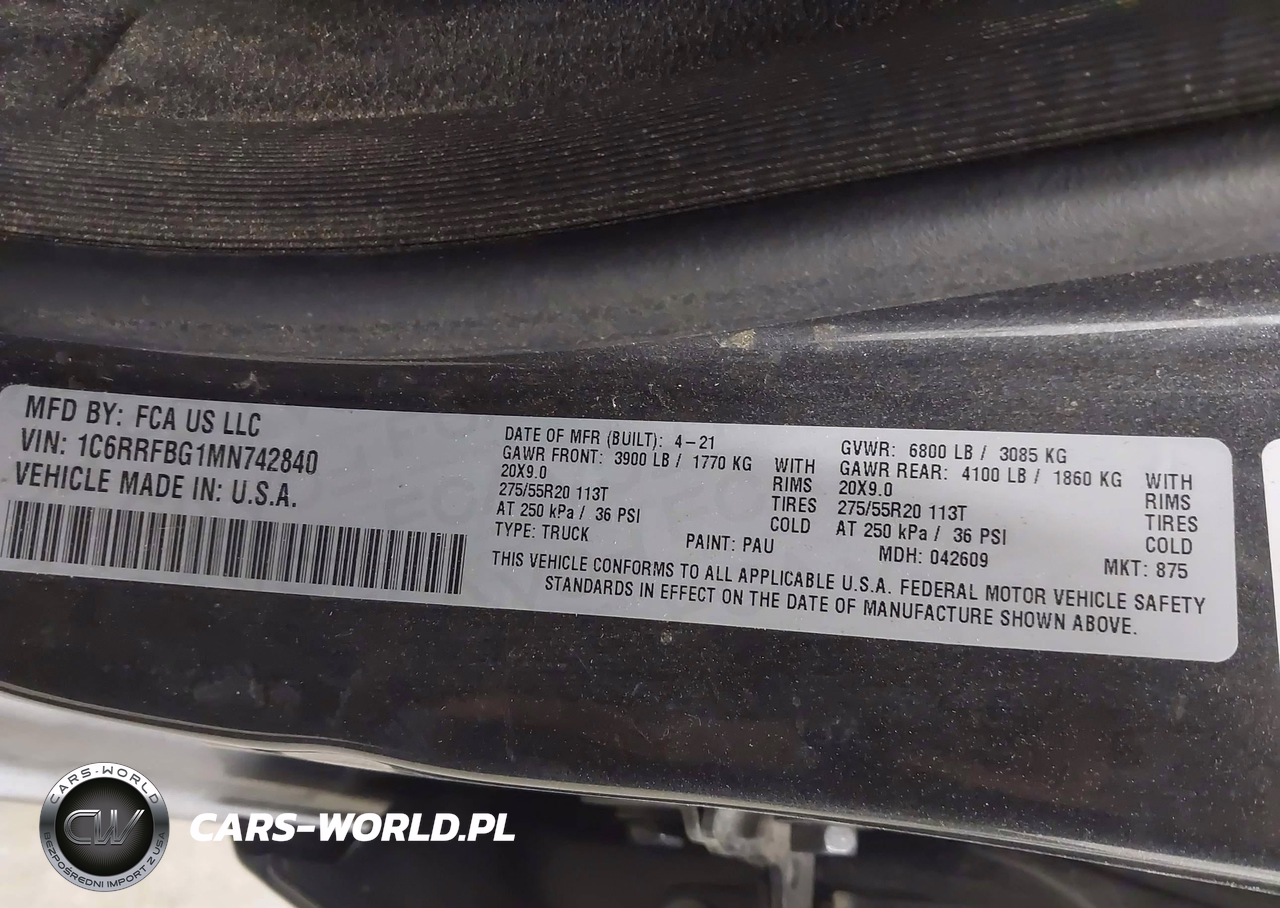 MFD BY: FCA US LLC
VIN: 1C6RRFBG1MN742840
VEHICLE MADE IN: U.S.A.
DATE OF MFR (BUILT): 4-21
GAWR FRONT: 3900 LB / 1770 KG WITH
20X9.0 RIMS
275/55R20 113T TIRES
AT 250 kPa / 36 PSI COLD
TYPE: TRUCK PAINT: PAU
GVWR: 6800 LB / 3085 KG
GAWR REAR: 4100 LB / 1860 KG WITH
20X9.0 RIMS
275/55R20 113T TIRES
AT 250 kPa / 36 PSI COLD
MDH: 042609 MKT: 875
THIS VEHICLE CONFORMS TO ALL APPLICABLE U.S.A. FEDERAL MOTOR VEHICLE SAFETY
STANDARDS IN EFFECT ON THE DATE OF MANUFACTURE SHOWN ABOVE.
CARS-WORLD
CW
BEZPOŚREDNI IMPORT Z USA
CARS-WORLD.PL